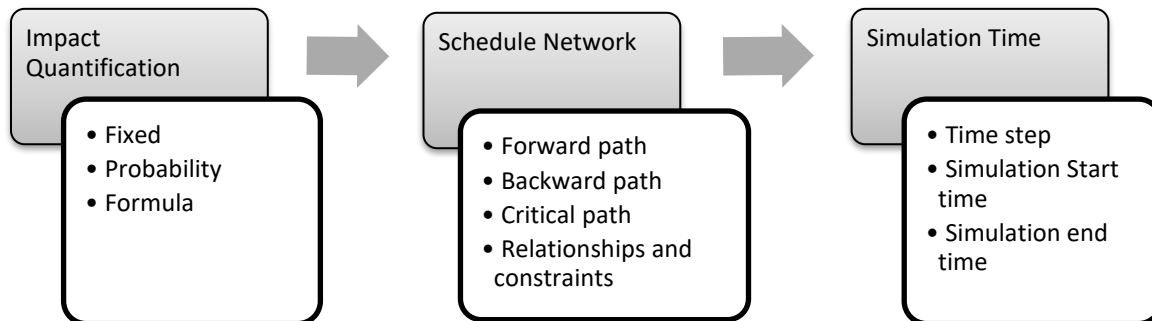 Impact
Quantification
• Fixed
• Probability
• Formula
Schedule Network
• Forward path
• Backward path
• Critical path
• Relationships and
constraints
Simulation Time
• Time step
• Simulation Start
time
• Simulation end
time